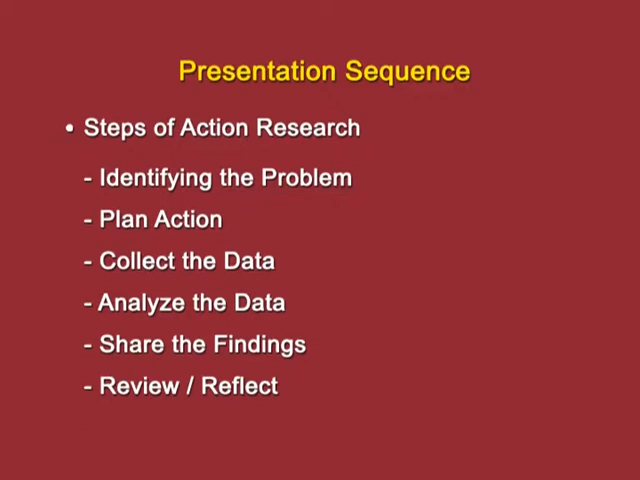 Presentation Sequence
• Steps of Action Research
- Identifying the Problem
- Plan Action
- Collect the Data
- Analyze the Data
- Share the Findings
- Review / Reflect